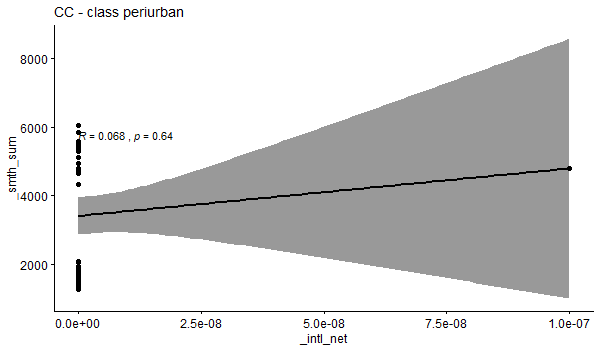 CC - class periurban
8000
6000
4000
2000
smth_sum
R = 0.068 , p = 0.64
0.0e+00
2.5e-08
5.0e-08
7.5e-08
1.0e-07
_intl_net